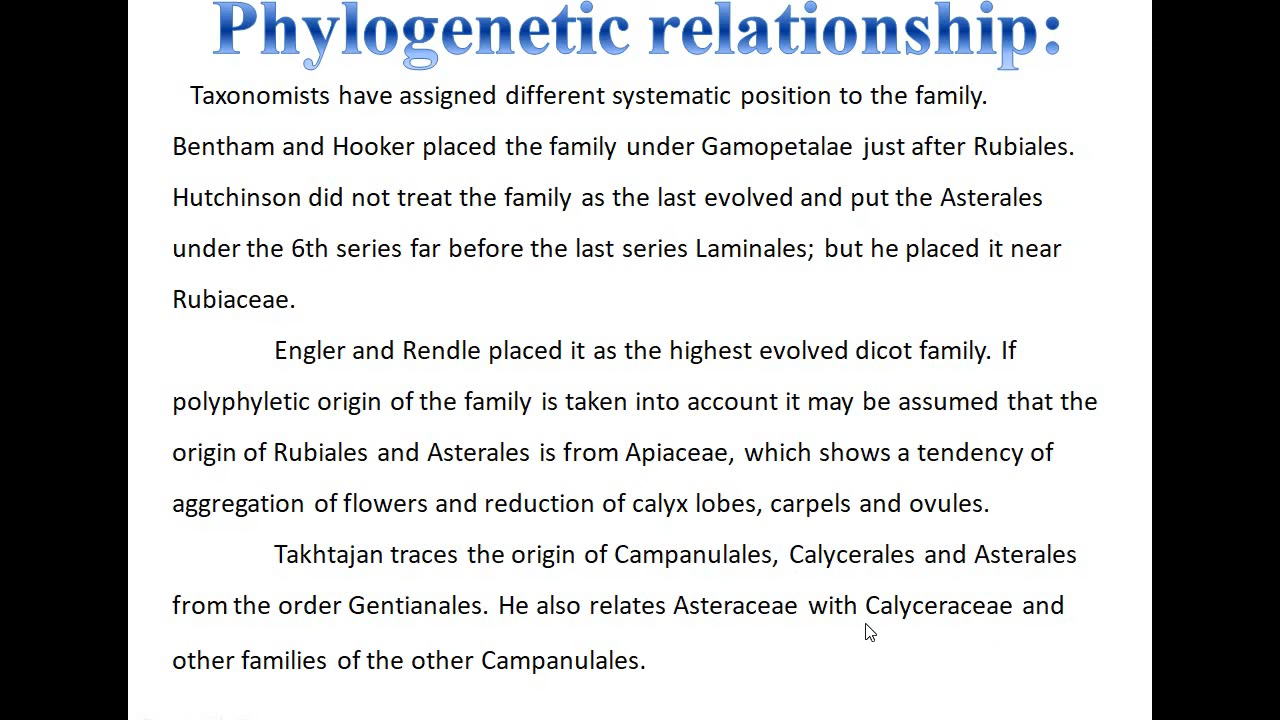 Phylogenetic relationship:
Taxonomists have assigned different systematic position to the family.
Bentham and Hooker placed the family under Gamopetalae just after Rubiales.
Hutchinson did not treat the family as the last evolved and put the Asterales
under the 6th series far before the last series Laminales; but he placed it near
Rubiaceae.
Engler and Rendle placed it as the highest evolved dicot family. If
polyphyletic origin of the family is taken into account it may be assumed that the
origin of Rubiales and Asterales is from Apiaceae, which shows a tendency of
aggregation of flowers and reduction of calyx lobes, carpels and ovules.
Takhtajan traces the origin of Campanulales, Calycerales and Asterales
from the order Gentianales. He also relates Asteraceae with Calyceraceae and
other families of the other Campanulales.